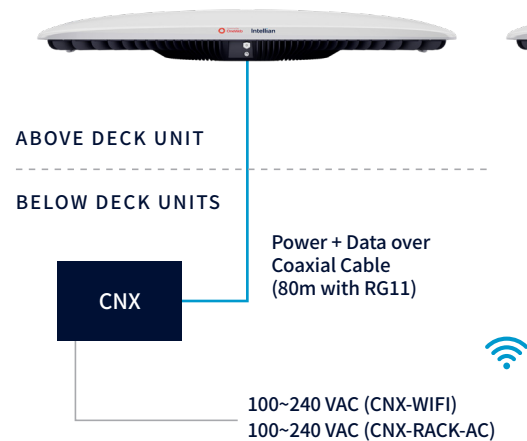 OneWeb Intellian
ABOVE DECK UNIT
BELOW DECK UNITS
Power + Data over
Coaxial Cable
(80m with RG11)
CNX
100~240 VAC (CNX-WIFI)
100~240 VAC (CNX-RACK-AC)